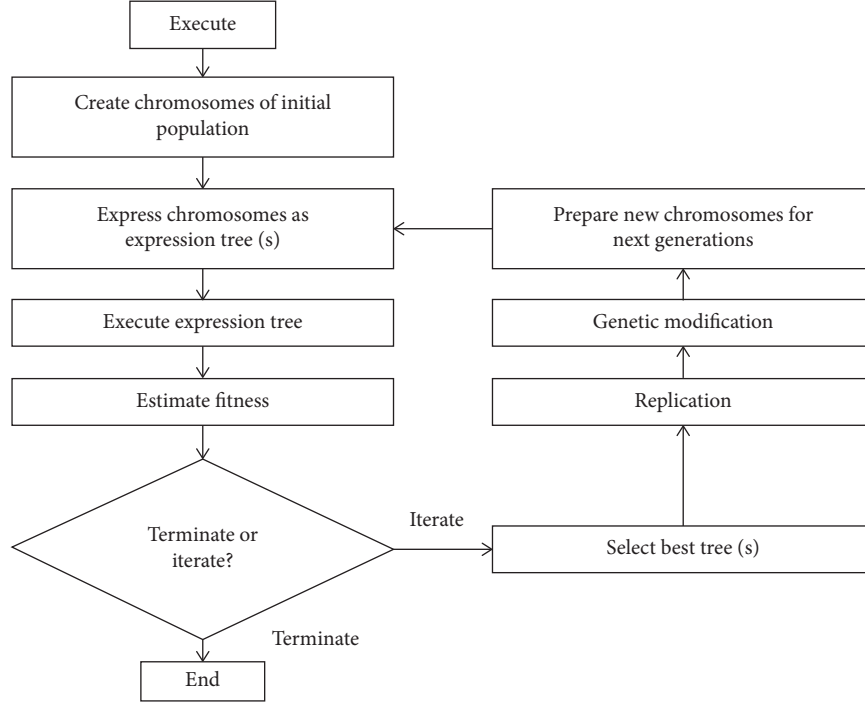 Execute
Create chromosomes of initial
population
Express chromosomes as
expression tree (s)
Execute expression tree
Estimate fitness
Terminate or
iterate?
Iterate
Terminate
End
Select best tree (s)
Replication
Genetic modification
Prepare new chromosomes for
next generations